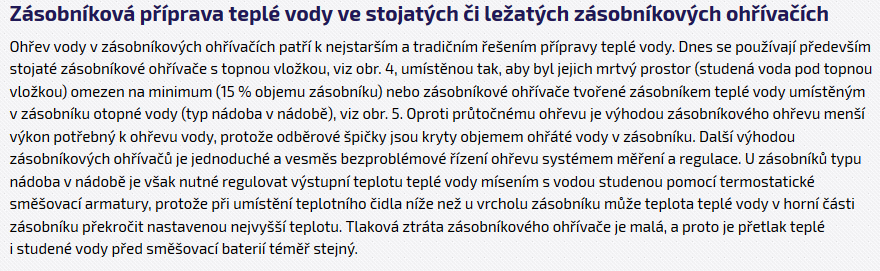 Zásobníková příprava teplé vody ve stojatých či ležatých zásobníkových ohřívačích
Ohřev vody v zásobníkových ohřívačích patří k nejstarším a tradičním řešením přípravy teplé vody. Dnes se používají především
stojaté zásobníkové ohřívače s topnou vložkou, viz obr. 4, umístěnou tak, aby byl jejich mrtvý prostor (studená voda pod topnou
vložkou) omezen na minimum (15 % objemu zásobníku) nebo zásobníkové ohřívače tvořené zásobníkem teplé vody umístěným
v zásobníku otopné vody (typ nádoba v nádobě), viz obr. 5. Oproti průtočnému ohřevu je výhodou zásobníkového ohřevu menší
výkon potřebný k ohřevu vody, protože odběrové špičky jsou kryty objemem ohřáté vody v zásobníku. Další výhodou
zásobníkových ohřívačů je jednoduché a vesměs bezproblémové řízení ohřevu systémem měření a regulace. U zásobníků typu
nádoba v nádobě je však nutné regulovat výstupní teplotu teplé vody mísením s vodou studenou pomocí termostatické
směšovací armatury, protože při umístění teplotního čidla níže než u vrcholu zásobníku může teplota teplé vody v horní části
zásobníku překročit nastavenou nejvyšší teplotu. Tlaková ztráta zásobníkového ohřívače je malá, a proto je přetlak teplé
i studené vody před směšovací baterií téměř stejný.